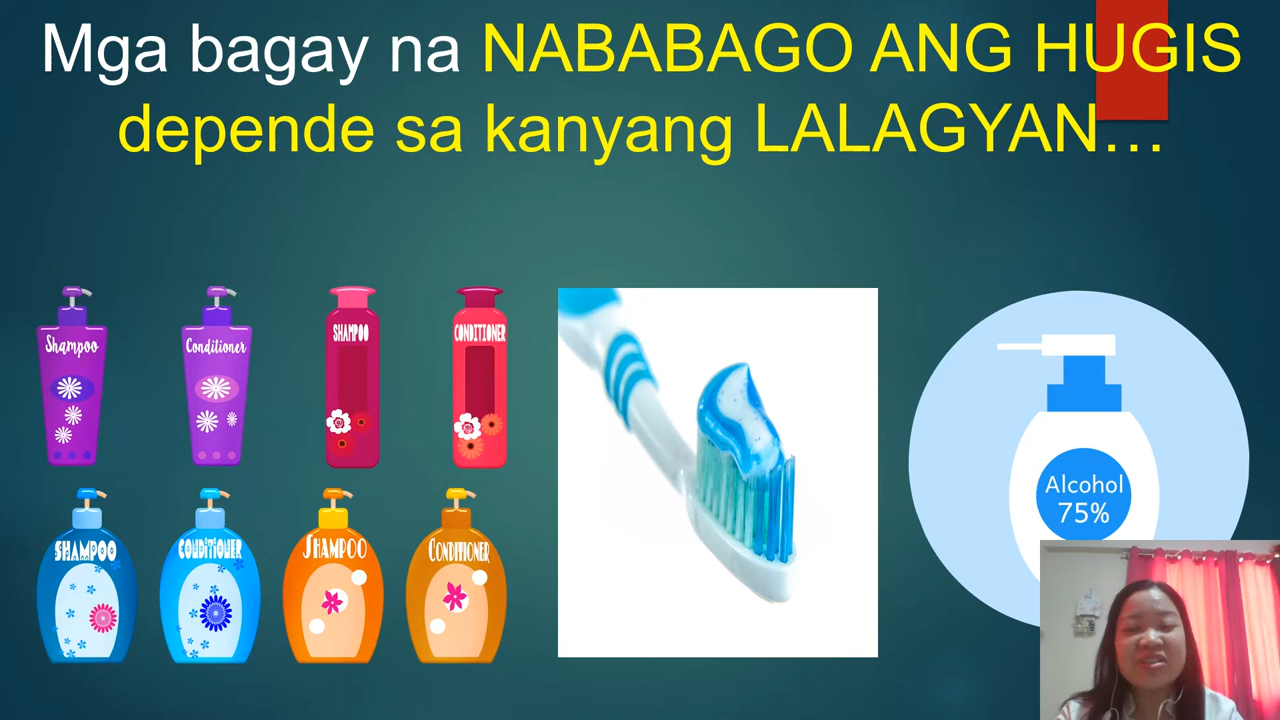 Mga bagay na NABABAGO ANG HUGIS
depende sa kanyang LALAGYAN...
Shampoo
Conditioner
SHAMPOO
CONDITIONER
SHAMPOO
CONDITIONER
SHAMPOO
CONDITIONER
Alcohol
75%